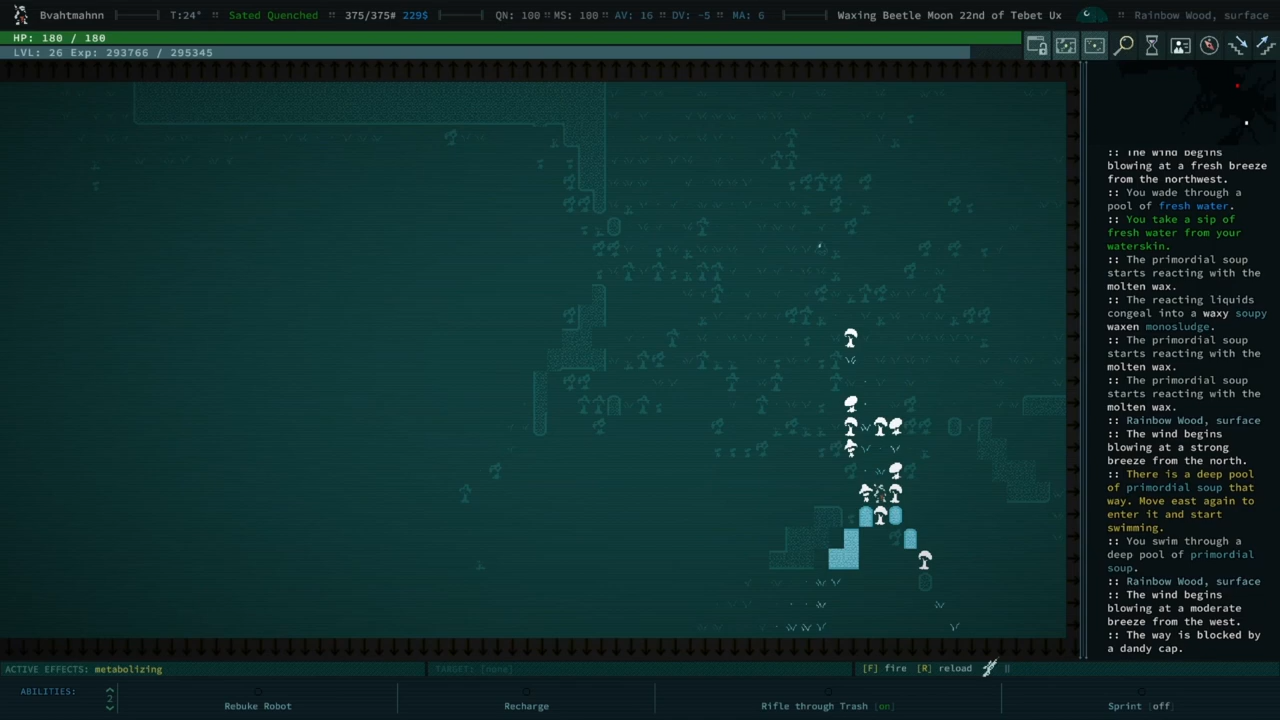 Bvahtmahnn T:24° :: Sated Quenched :: 375/375# 229$ QN: 100 :: MS: 100 :: AV: 16 :: DV: -5 :: MA: 6 Waxing Beetle Moon 22nd of Tebet Ux :: Rainbow Wood, surface
HP: 180 / 180
LVL: 26 Exp: 293766 / 295345
:: The wind begins
blowing at a fresh breeze
from the northwest.
:: You wade through a
pool of fresh water.
:: You take a sip of
fresh water from your
waterskin.
:: The primordial soup
starts reacting with the
molten wax.
:: The reacting liquids
congeal into a waxy soupy
waxen monosludge.
:: The primordial soup
starts reacting with the
molten wax.
:: The primordial soup
starts reacting with the
molten wax.
:: Rainbow Wood, surface
:: The wind begins
blowing at a strong
breeze from the north.
:: There is a deep pool
of primordial soup that
way. Move east again to
enter it and start
swimming.
:: You swim through a
deep pool of primordial
soup.
:: Rainbow Wood, surface
:: The wind begins
blowing at a moderate
breeze from the west.
:: The way is blocked by
a dandy cap.
ACTIVE EFFECTS: metabolizing TARGET: [none] [F] fire [R] reload
ABILITIES: 2 Rebuke Robot Recharge Rifle through Trash [on] Sprint [off]